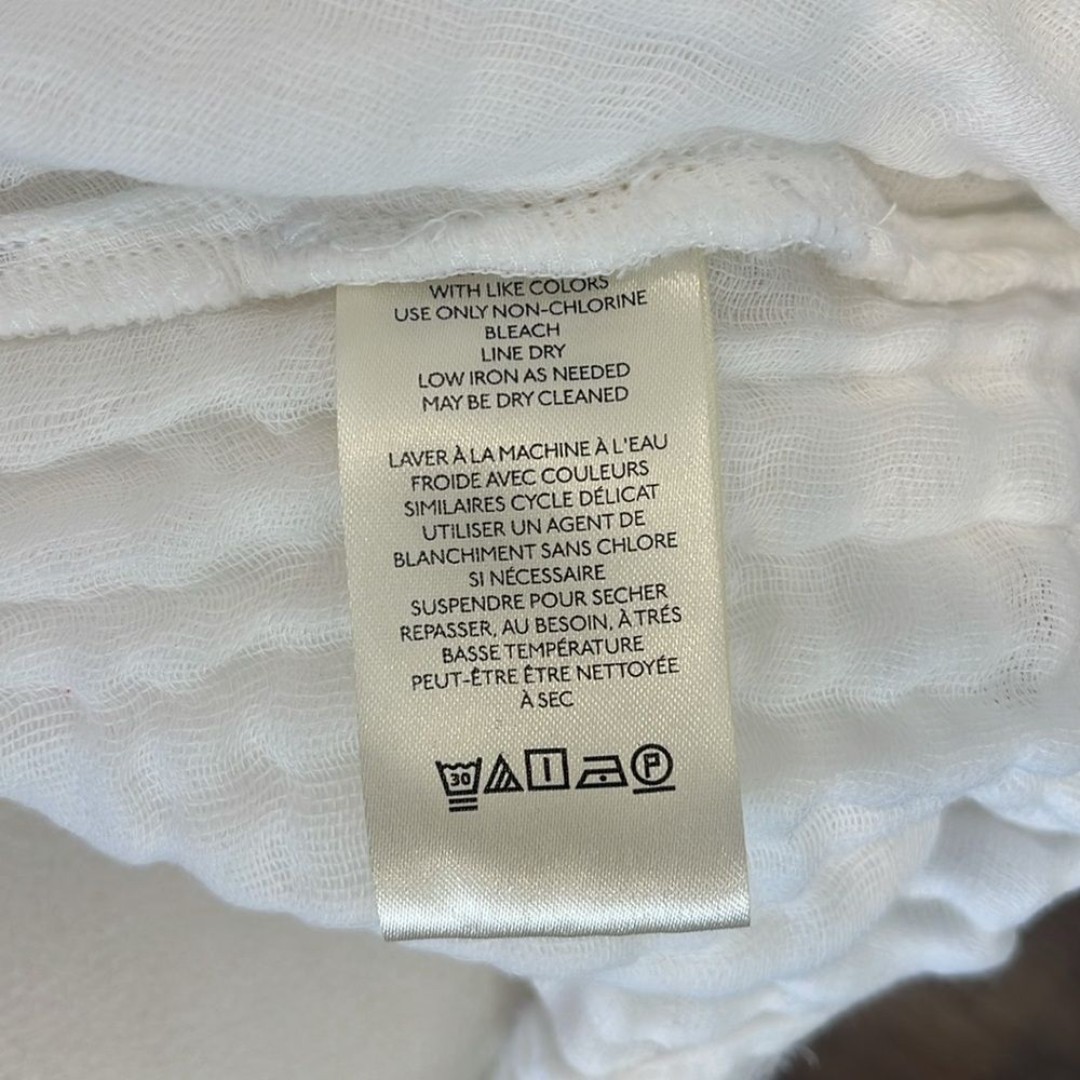 WITH LIKE COLORS
USE ONLY NON-CHLORINE
BLEACH
LINE DRY
LOW IRON AS NEEDED
MAY BE DRY CLEANED
LAVER À LA MACHINE À L'EAU
FROIDE AVEC COULEURS
SIMILAIRES CYCLE DÉLICAT
UTILISER UN AGENT DE
BLANCHIMENT SANS CHLORE
SI NÉCESSAIRE
SUSPENDRE POUR SECHER
REPASSER, AU BESOIN, À TRÉS
BASSE TEMPÉRATURE
PEUT-ÊTRE ÊTRE NETTOYÉE
À SEC
30 P